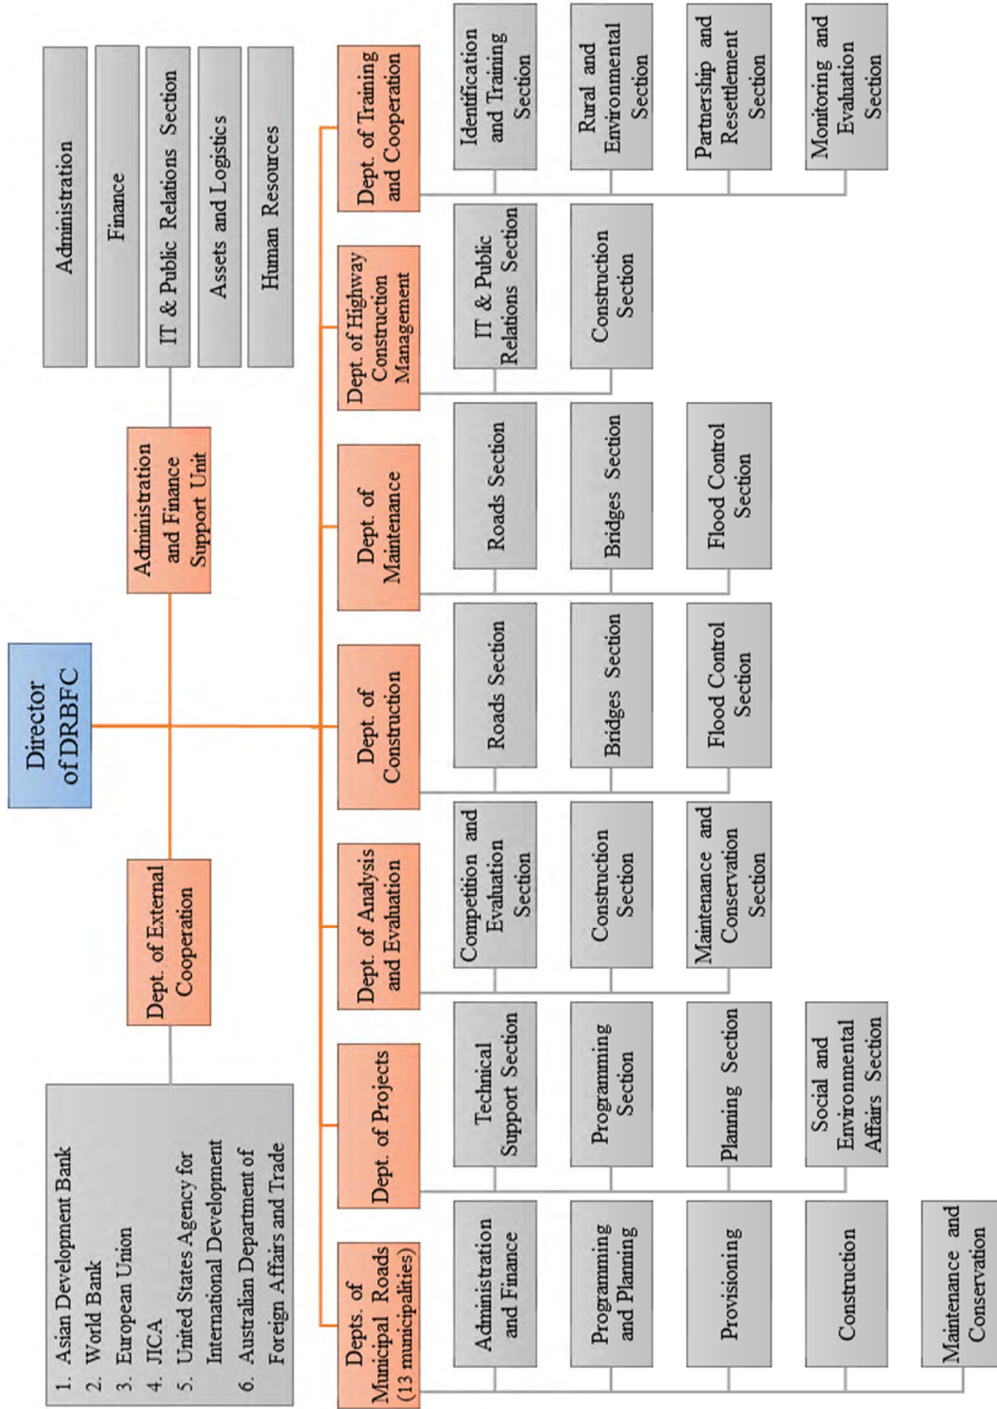 Director
of DRBFC
Dept. of External
Cooperation
1. Asian Development Bank
2. World Bank
3. European Union
4. JICA
5. United States Agency for
International Development
6. Australian Department of
Foreign Affairs and Trade
Administration
and Finance
Support Unit
Administration
Finance
IT & Public Relations Section
Assets and Logistics
Human Resources
Depts. of
Municipal Roads
(13 municipalities)
Administration
and Finance
Programming
and Planning
Provisioning
Construction
Maintenance and
Conservation
Dept. of Projects
Technical
Support Section
Programming
Section
Planning Section
Social and
Environmental
Affairs Section
Dept. of Analysis
and Evaluation
Competition and
Evaluation
Section
Construction
Section
Maintenance and
Conservation
Section
Dept. of
Construction
Roads Section
Bridges Section
Flood Control
Section
Dept. of
Maintenance
Roads Section
Bridges Section
Flood Control
Section
Dept. of Highway
Construction
Management
IT & Public
Relations Section
Construction
Section
Dept. of Training
and Cooperation
Identification
and Training
Section
Rural and
Environmental
Section
Partnership and
Resettlement
Section
Monitoring and
Evaluation
Section